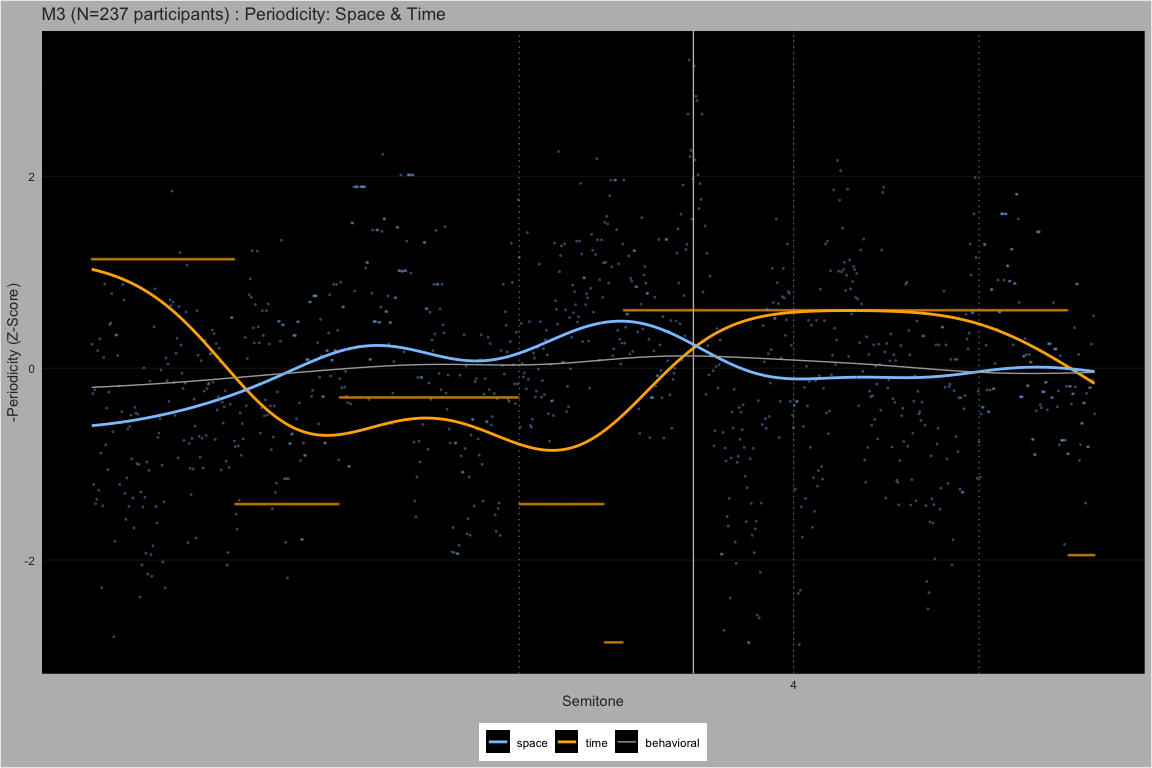 M3 (N=237 participants) : Periodicity: Space & Time
-Periodicity (Z-Score)
2
0
-2
4
Semitone
space time behavioral